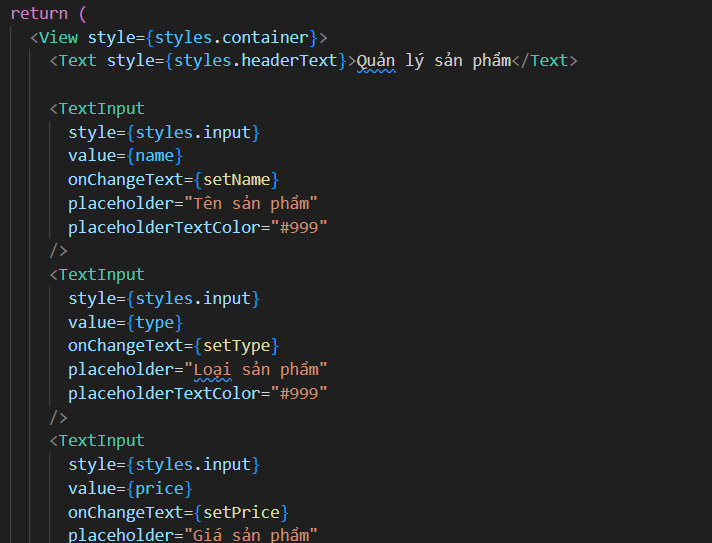 return (
<View style={styles.container}>
<Text style={styles.headerText}>Quản lý sản phẩm</Text>
<TextInput
style={styles.input}
value={name}
onChangeText={setName}
placeholder="Tên sản phẩm"
placeholderTextColor="#999"
/>
<TextInput
style={styles.input}
value={type}
onChangeText={setType}
placeholder="Loại sản phẩm"
placeholderTextColor="#999"
/>
<TextInput
style={styles.input}
value={price}
onChangeText={setPrice}
placeholder="Giá sản phẩm"